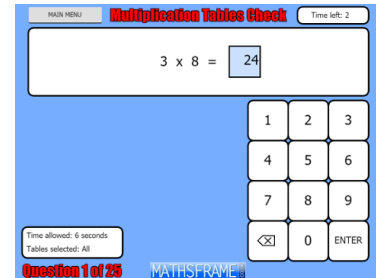 MAIN MENU
Multiplication Tables Check
Time left: 2
3 x 8 = 24
1 2 3
4 5 6
7 8 9
0 ENTER
Time allowed: 6 seconds
Tables selected: All
Question 1 of 25
MATHSFRAME